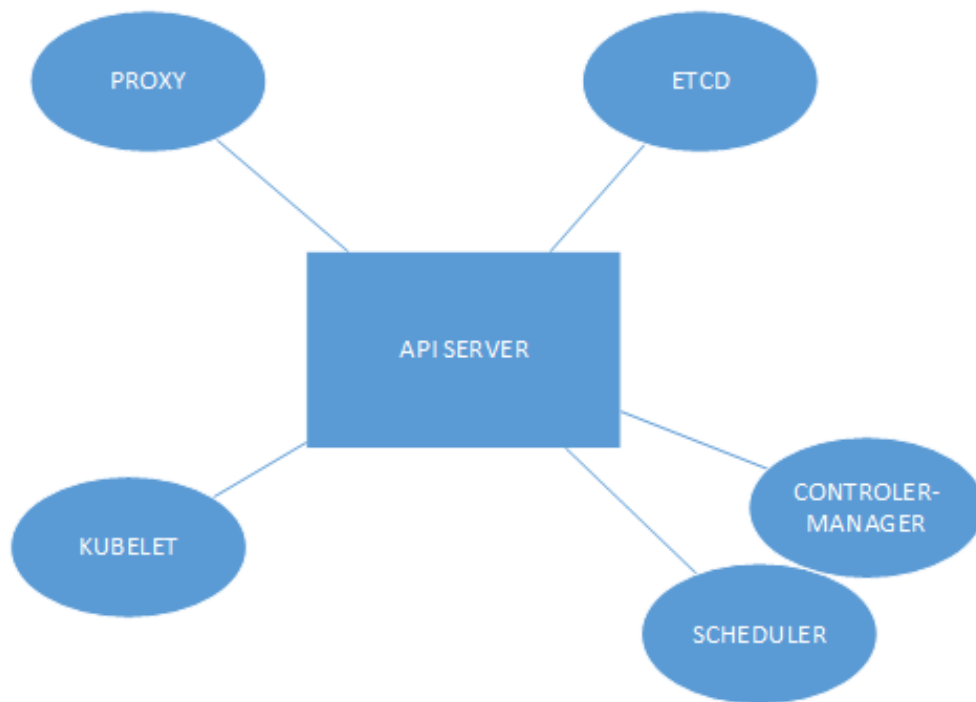 PROXY
ETCD
API SERVER
CONTROLER-
MANAGER
KUBELET
SCHEDULER